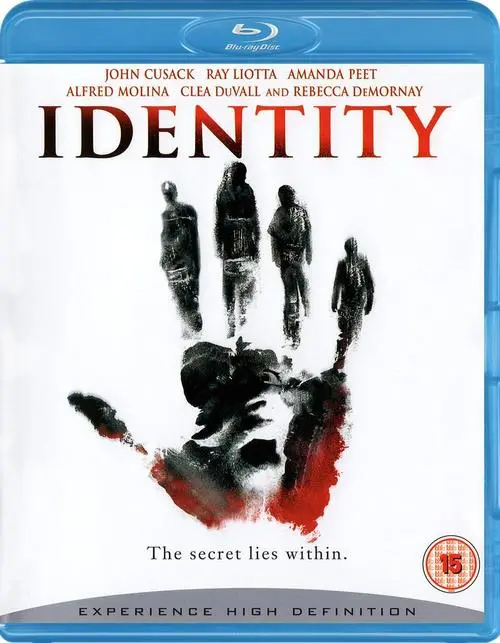 Blu-ray Disc
JOHN CUSACK RAY LIOTTA AMANDA PEET
ALFRED MOLINA CLEA DUVALL AND REBECCA DEMORNAY
IDENTITY
The secret lies within.
15
EXPERIENCE HIGH DEFINITION